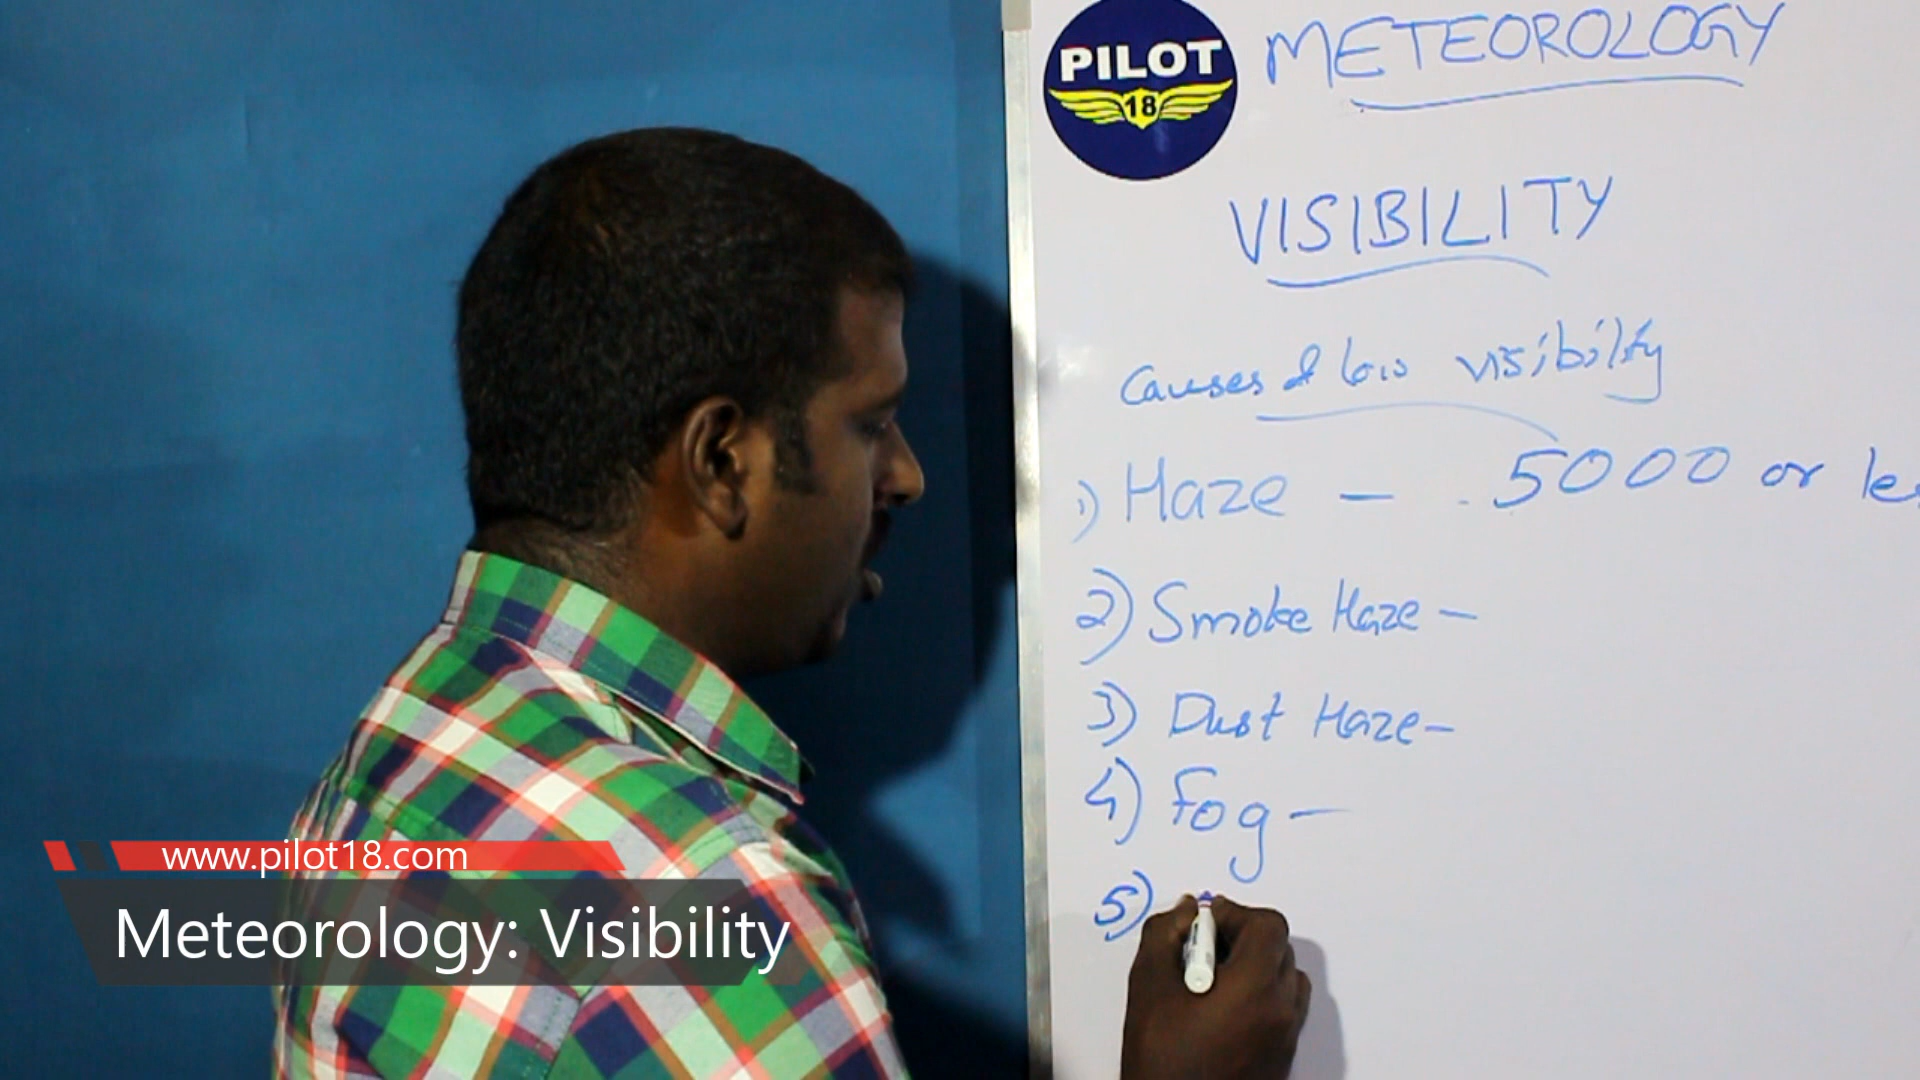 PILOT
18
METEOROLOGY
VISIBILITY
Causes of low visibility
1) Haze - 5000 or les
2) Smoke Haze -
3) Dust Haze -
4) Fog -
5)
www.pilot18.com
Meteorology: Visibility